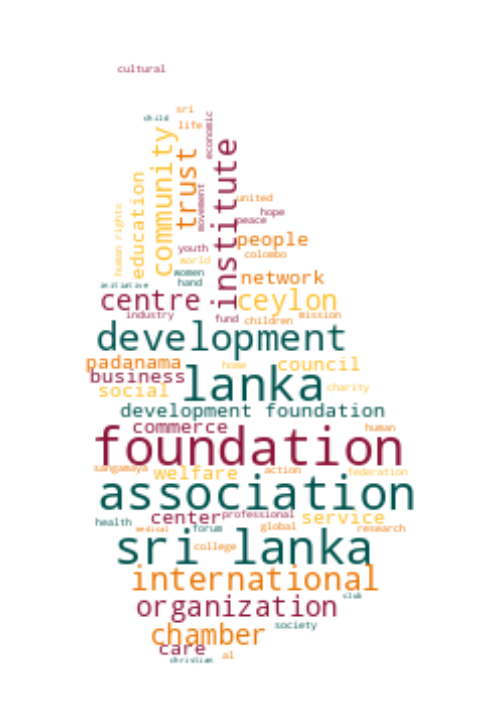 cultural
sri
child
life
economic
community
trust
institute
education
movement
human rights
united
hope
peace
people
youth
colombo
world
women
hand
network
initiative
centre
ceylon
industry
fund
children
mission
development
padanama
home
council
business
lanka
social
charity
development foundation
commerce
human
foundation
sangamaya
welfare
action
federation
association
health
center
professional
service
medical
forum
global
research
sri lanka
college
international
club
organization
chamber
society
care
christian
al